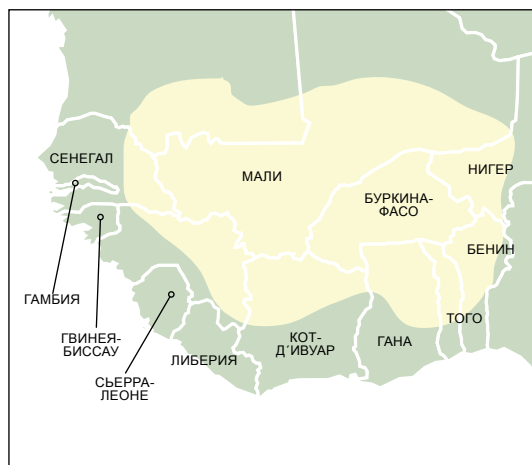 СЕНЕГАЛ
МАЛИ
НИГЕР
БУРКИНА-
ФАСО
БЕНИН
ГАМБИЯ
ГВИНЕЯ-
БИССАУ
СЬЕРРА-
ЛЕОНЕ
ЛИБЕРИЯ
КОТ-
Д´ИВУАР
ГАНА
ТОГО